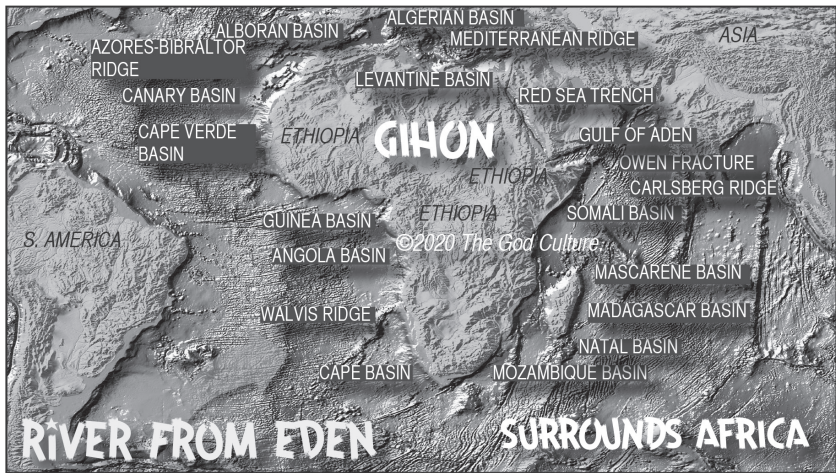 ALBORAN BASIN
ALGERIAN BASIN
AZORES-BIBRALTOR
RIDGE
MEDITERRANEAN RIDGE
ASIA
LEVANTINE BASIN
CANARY BASIN
RED SEA TRENCH
CAPE VERDE
BASIN
ETHIOPIA
GIHON
GULF OF ADEN
OWEN FRACTURE
ETHIOPIA
CARLSBERG RIDGE
GUINEA BASIN
ETHIOPIA
SOMALI BASIN
S. AMERICA
©2020 The God Culture.
ANGOLA BASIN
MASCARENE BASIN
WALVIS RIDGE
MADAGASCAR BASIN
NATAL BASIN
CAPE BASIN
MOZAMBIQUE BASIN
RiVER FROM EDEN
SURROUNDS AFRICA